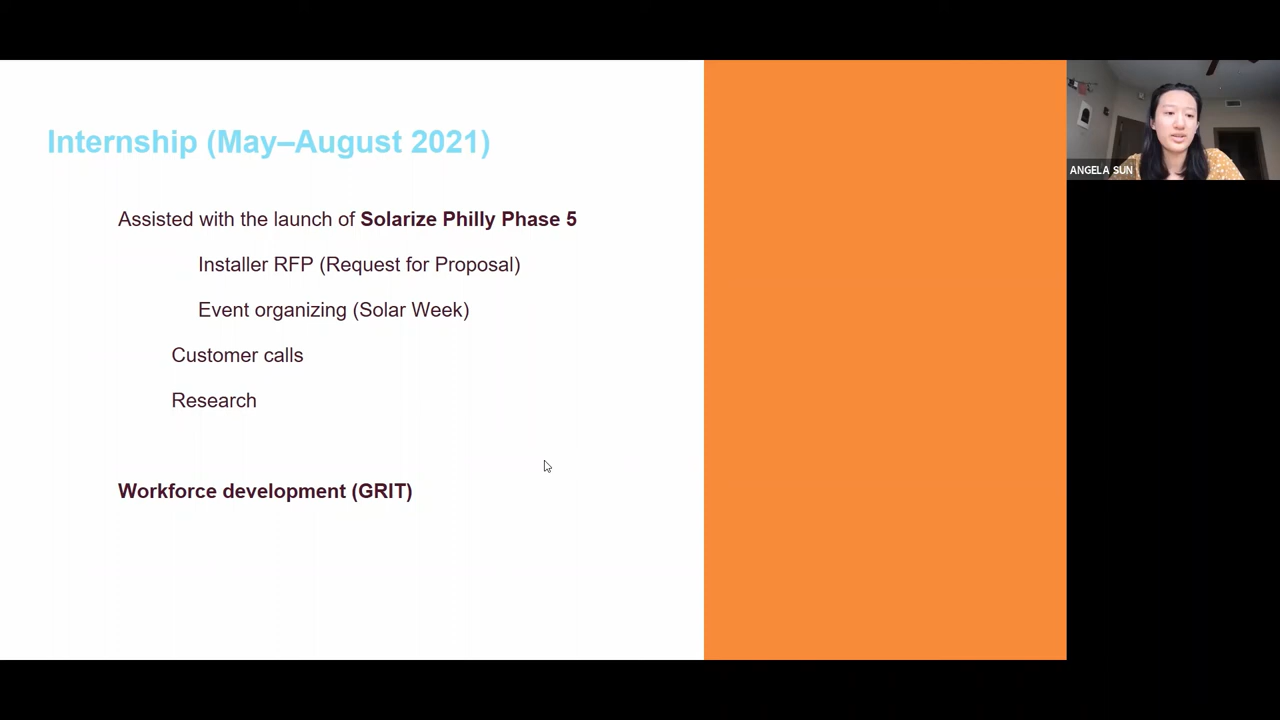 Internship (May–August 2021)
Assisted with the launch of Solarize Philly Phase 5
Installer RFP (Request for Proposal)
Event organizing (Solar Week)
Customer calls
Research
Workforce development (GRIT)
ANGELA SUN